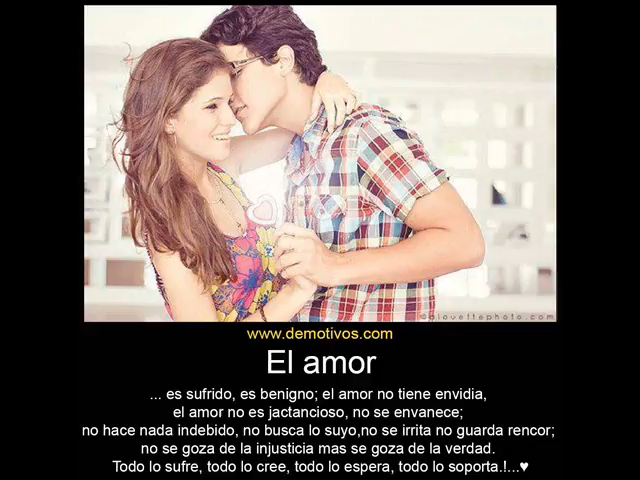 ©alouettephoto.com
www.demotivos.com
El amor
... es sufrido, es benigno; el amor no tiene envidia,
el amor no es jactancioso, no se envanece;
no hace nada indebido, no busca lo suyo,no se irrita no guarda rencor;
no se goza de la injusticia mas se goza de la verdad.
Todo lo sufre, todo lo cree, todo lo espera, todo lo soporta.!...♥